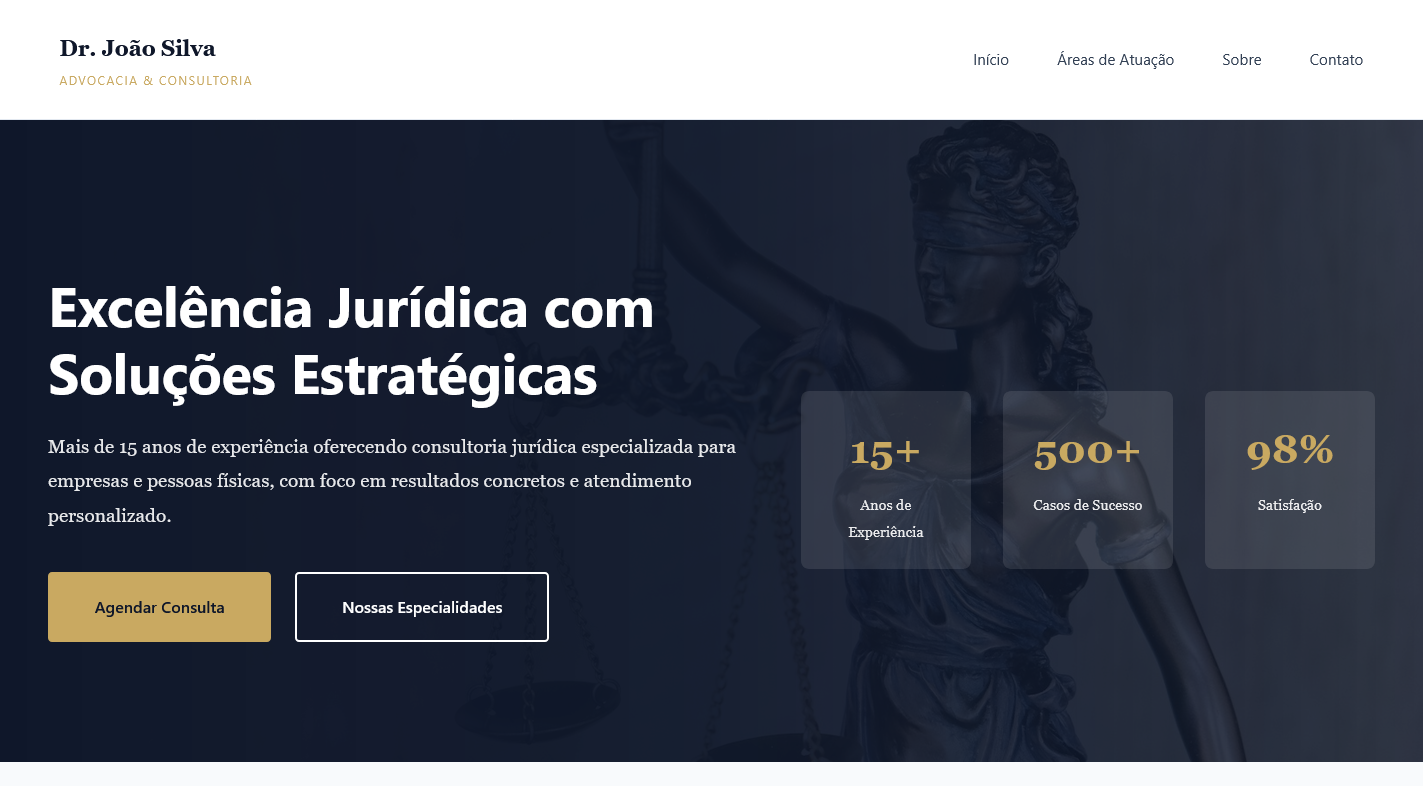 Dr. João Silva
ADVOCACIA & CONSULTORIA
Início
Áreas de Atuação
Sobre
Contato
Excelência Jurídica com
Soluções Estratégicas
Mais de 15 anos de experiência oferecendo consultoria jurídica especializada para
empresas e pessoas físicas, com foco em resultados concretos e atendimento
personalizado.
Agendar Consulta
Nossas Especialidades
15+
Anos de
Experiência
500+
Casos de Sucesso
98%
Satisfação